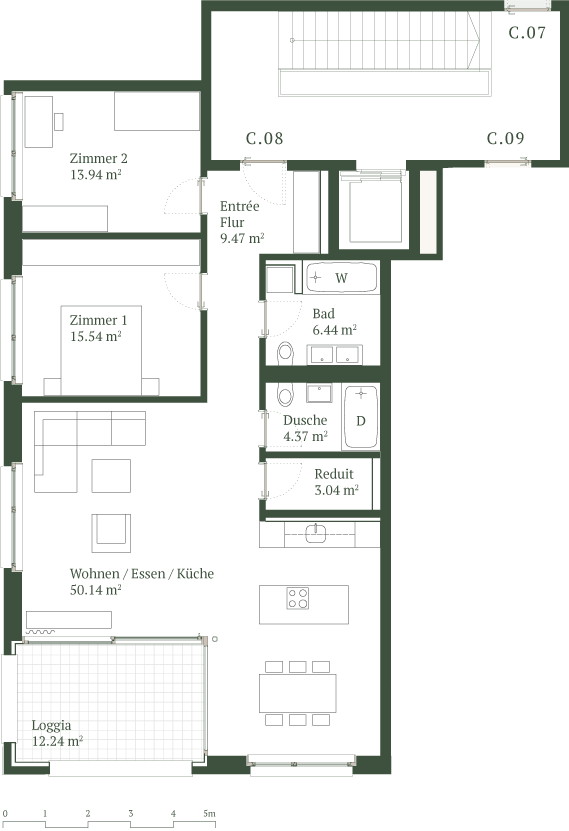 C.07
C.08
C.09
Zimmer 2
13.94 m²
Entrée
Flur
9.47 m²
W
Bad
6.44 m²
Zimmer 1
15.54 m²
Dusche
4.37 m²
D
Reduit
3.04 m²
Wohnen / Essen / Küche
50.14 m²
Loggia
12.24 m²
0 1 2 3 4 5m